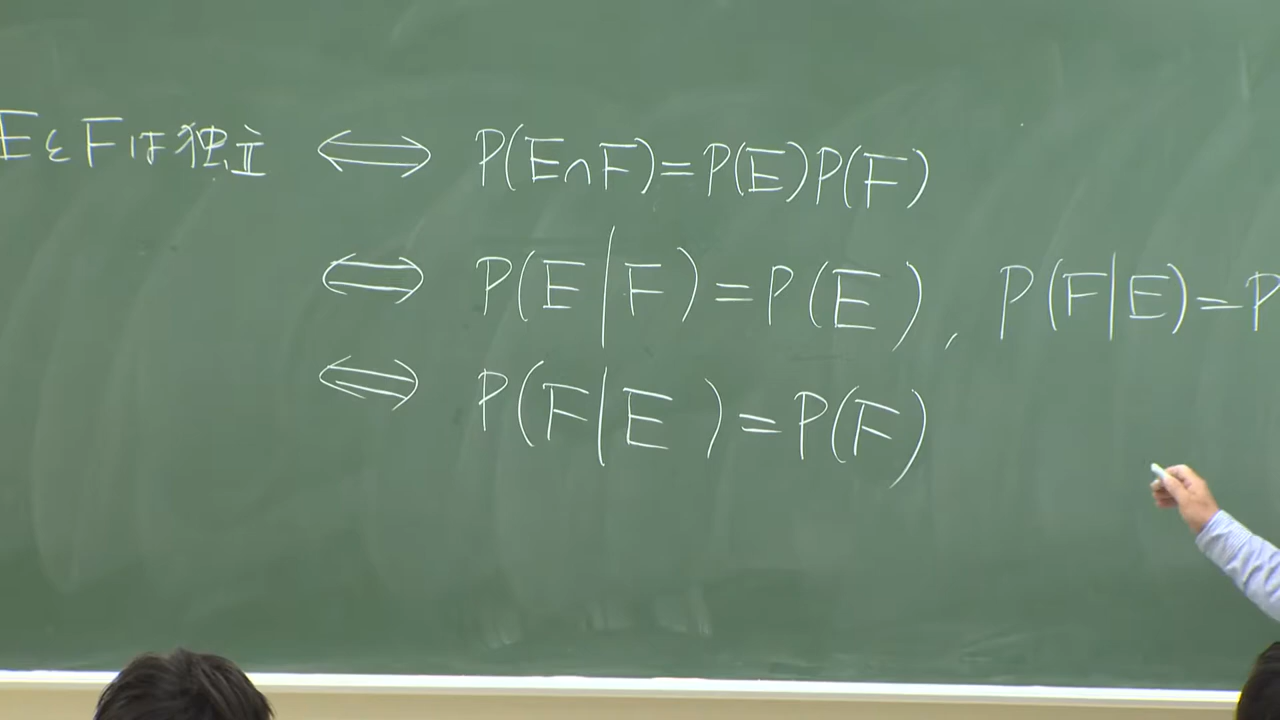 EとFは独立 ⟺ P(E∩F)=P(E)P(F)
⟺ P(E|F)=P(E), P(F|E)=P
⟺ P(F|E)=P(F)